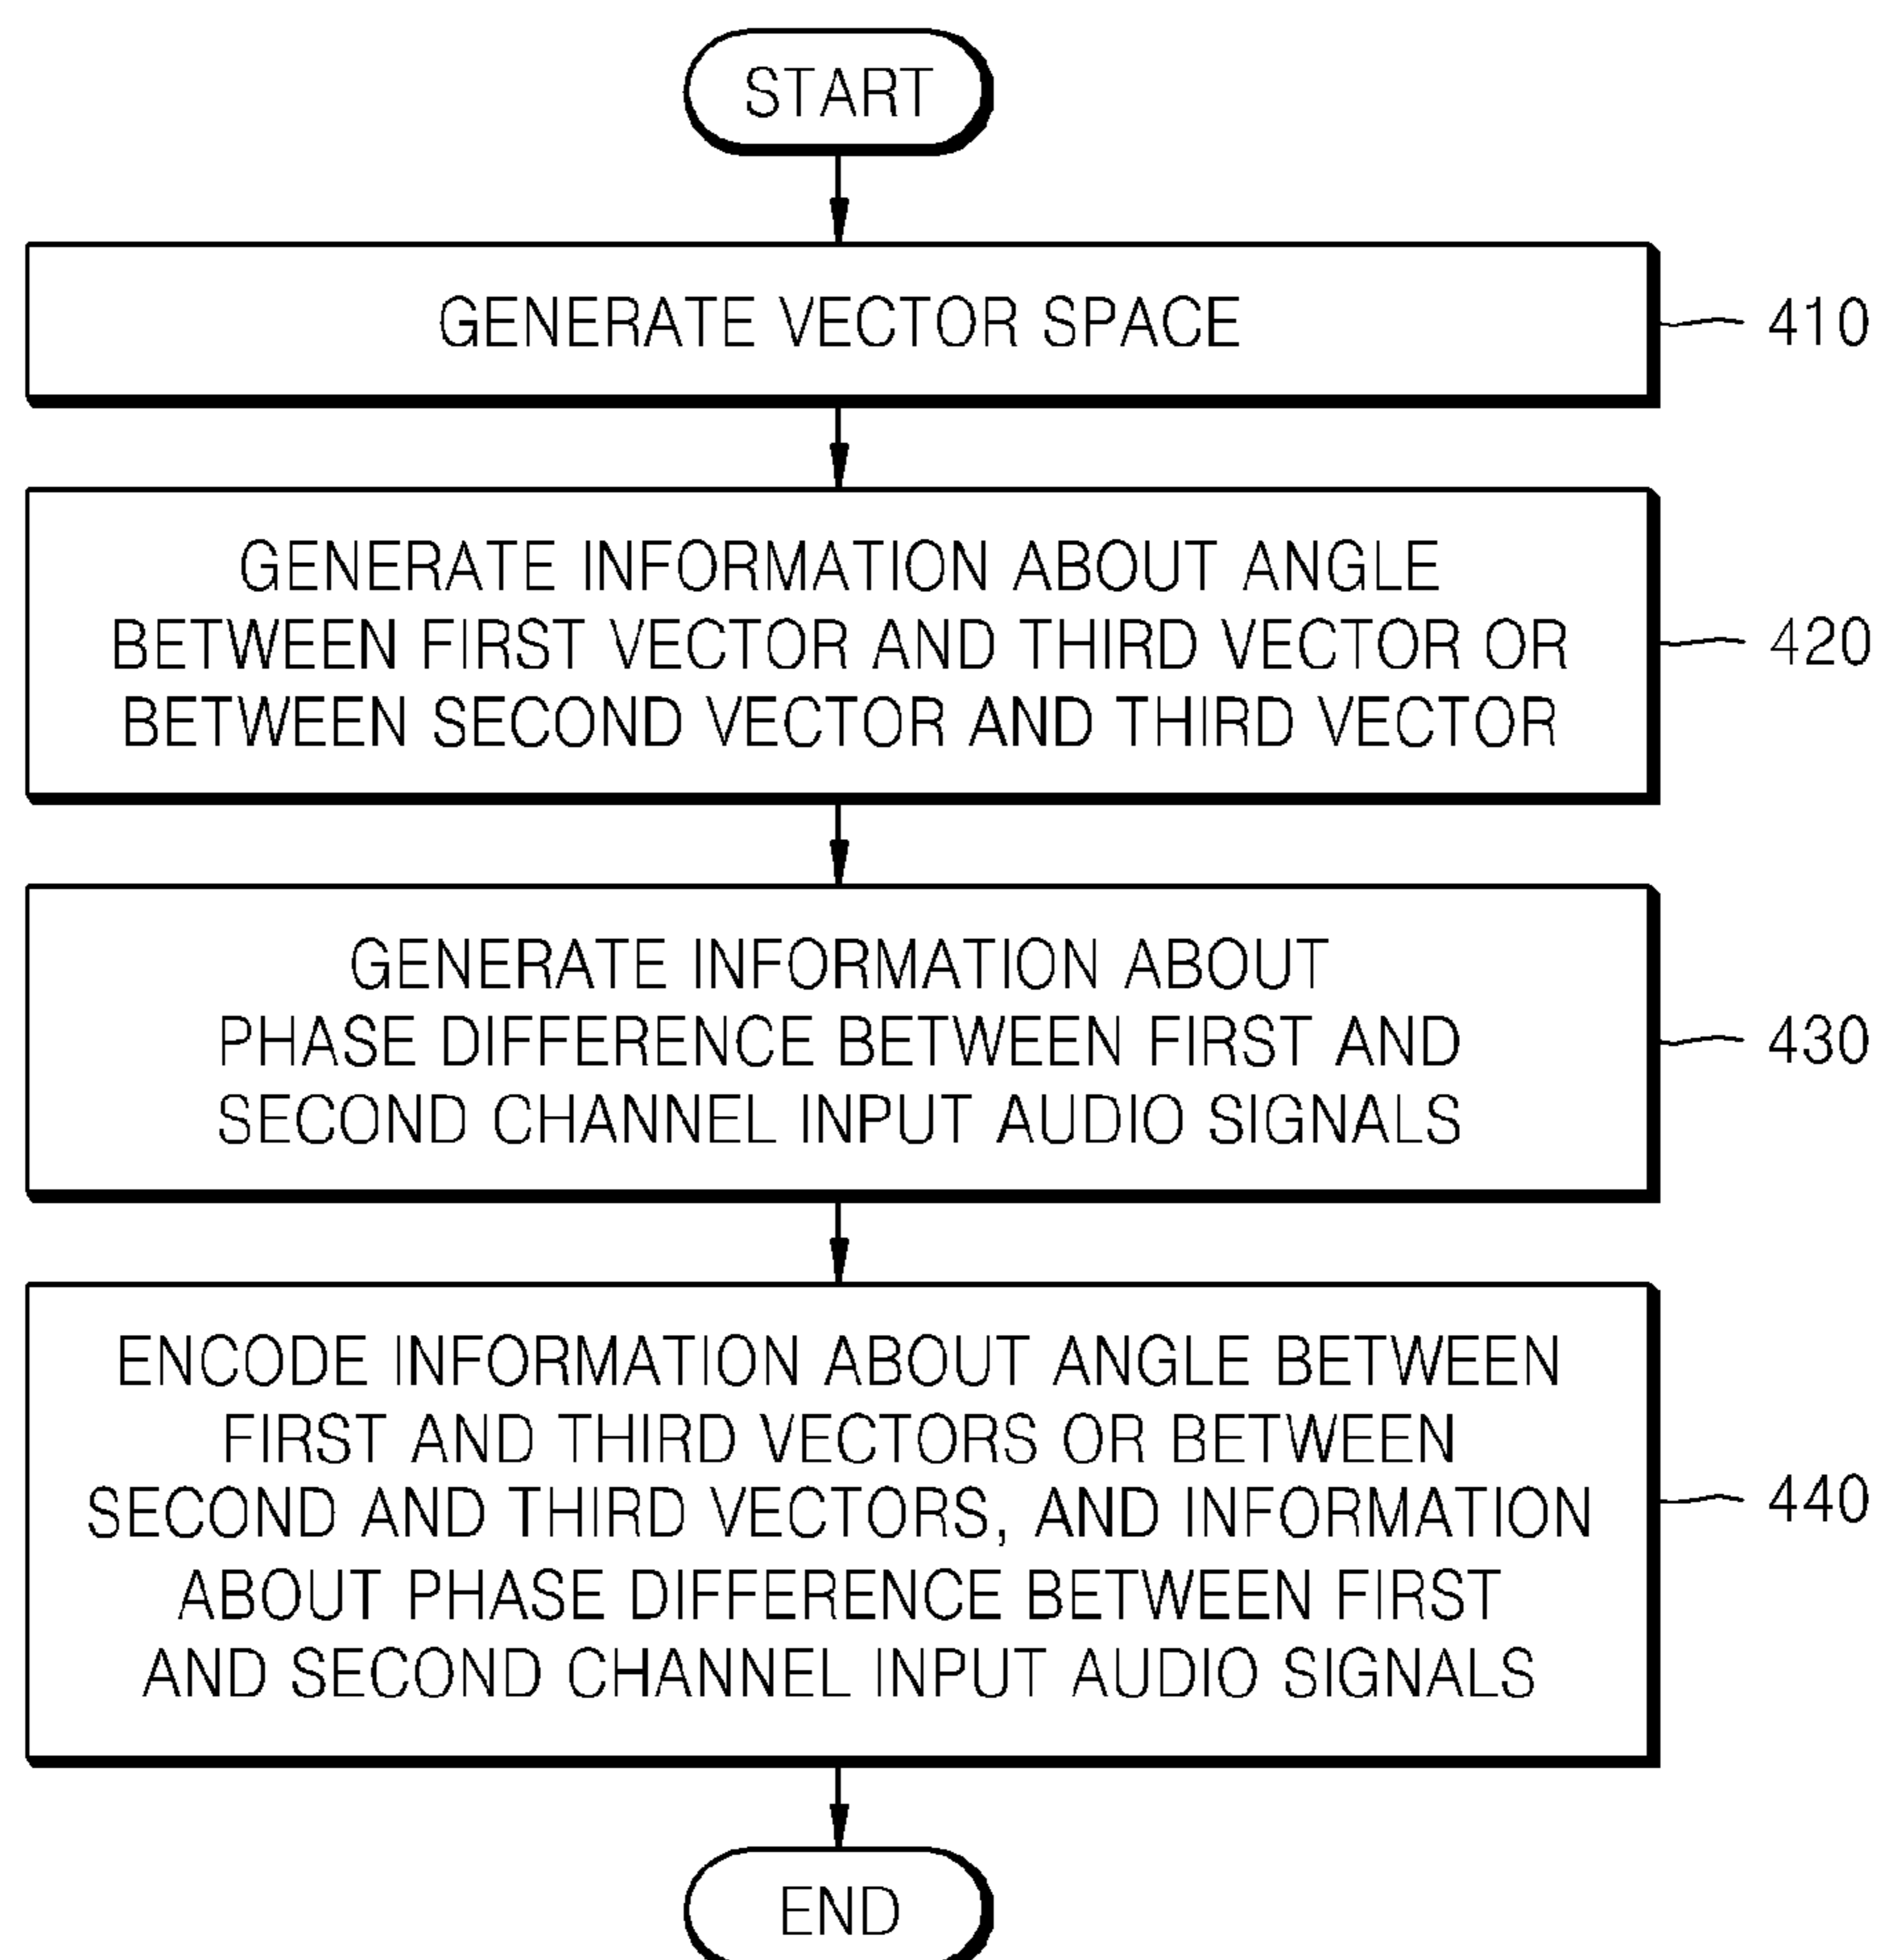 START
GENERATE VECTOR SPACE
410
GENERATE INFORMATION ABOUT ANGLE
BETWEEN FIRST VECTOR AND THIRD VECTOR OR
BETWEEN SECOND VECTOR AND THIRD VECTOR
420
GENERATE INFORMATION ABOUT
PHASE DIFFERENCE BETWEEN FIRST AND
SECOND CHANNEL INPUT AUDIO SIGNALS
430
ENCODE INFORMATION ABOUT ANGLE BETWEEN
FIRST AND THIRD VECTORS OR BETWEEN
SECOND AND THIRD VECTORS, AND INFORMATION
ABOUT PHASE DIFFERENCE BETWEEN FIRST
AND SECOND CHANNEL INPUT AUDIO SIGNALS
440
END